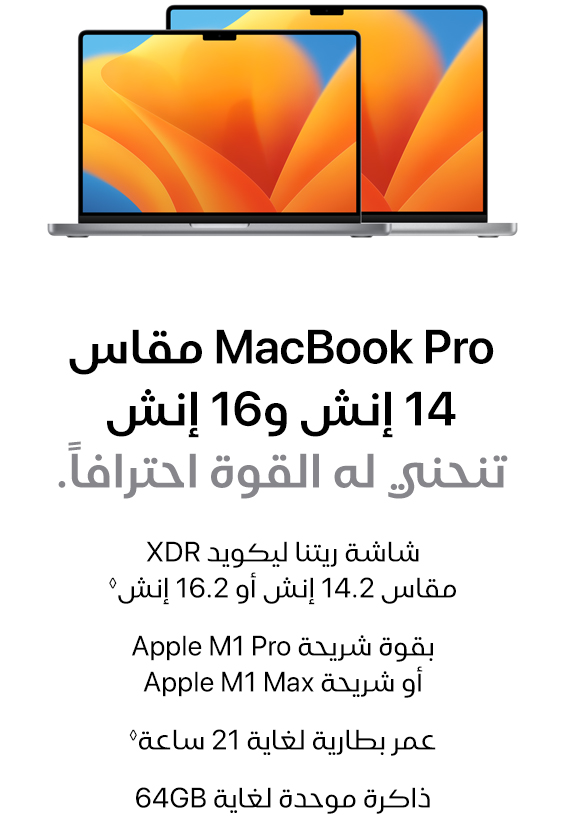 MacBook Pro مقاس
14 إنش و16 إنش
تنحني له القوة احترافاً.
شاشة ريتنا ليكويد XDR
مقاس 14.2 إنش أو 16.2 إنش◊
بقوة شريحة Apple M1 Pro
أو شريحة Apple M1 Max
عمر بطارية لغاية 21 ساعة◊
ذاكرة موحدة لغاية 64GB